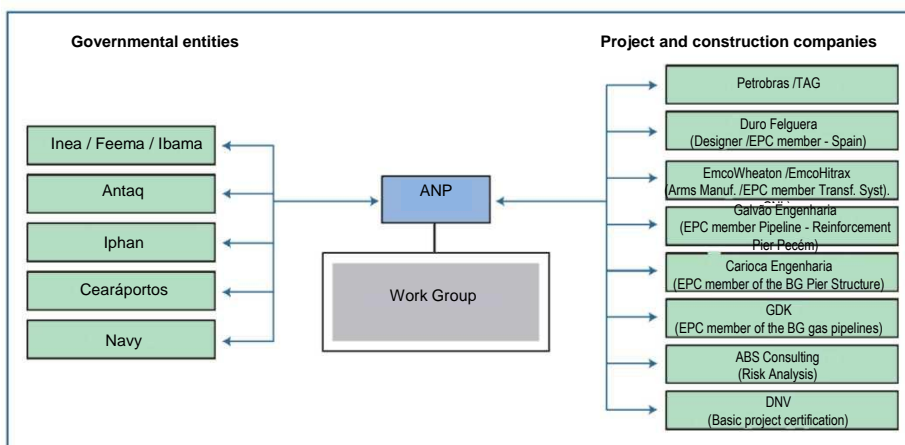 Governmental entities
Project and construction companies
Inea / Feema / Ibama
Antaq
Iphan
Cearáportos
Navy
ANP
Work Group
Petrobras /TAG
Duro Felguera
(Designer /EPC member - Spain)
EmcoWheaton /EmcoHitrax
(Arms Manuf. /EPC member Transf. Syst).
Galvão Engenharia
(EPC member Pipeline - Reinforcement
Pier Pecém)
Carioca Engenharia
(EPC member of the BG Pier Structure)
GDK
(EPC member of the BG gas pipelines)
ABS Consulting
(Risk Analysis)
DNV
(Basic project certification)